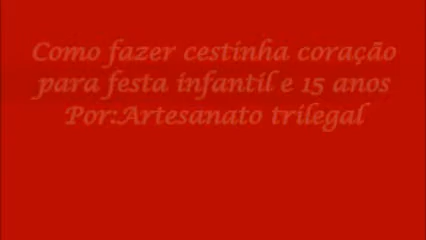 Como fazer cestinha coração
para festa infantil e 15 anos
Por:Artesanato trilegal